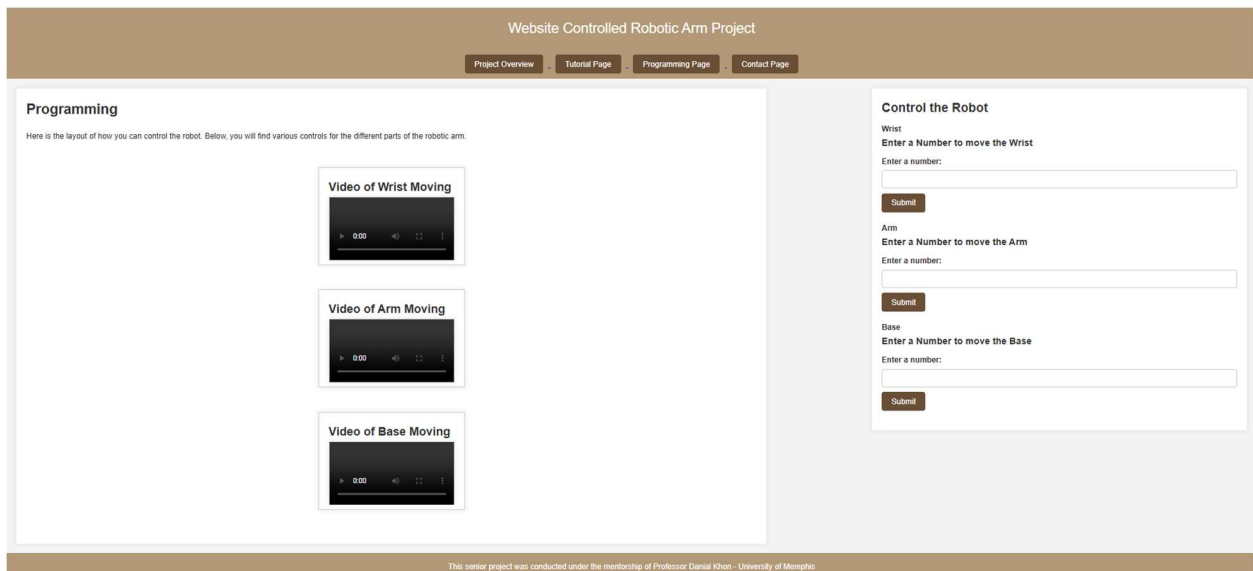 Website Controlled Robotic Arm Project
Project Overview - Tutorial Page - Programming Page - Contact Page
Programming
Here is the layout of how you can control the robot. Below, you will find various controls for the different parts of the robotic arm.
Video of Wrist Moving
0:00
Video of Arm Moving
0:00
Video of Base Moving
0:00
Control the Robot
Wrist
Enter a Number to move the Wrist
Enter a number:
Submit
Arm
Enter a Number to move the Arm
Enter a number:
Submit
Base
Enter a Number to move the Base
Enter a number:
Submit
This senior project was conducted under the mentorship of Professor Danial Khon - University of Memphis